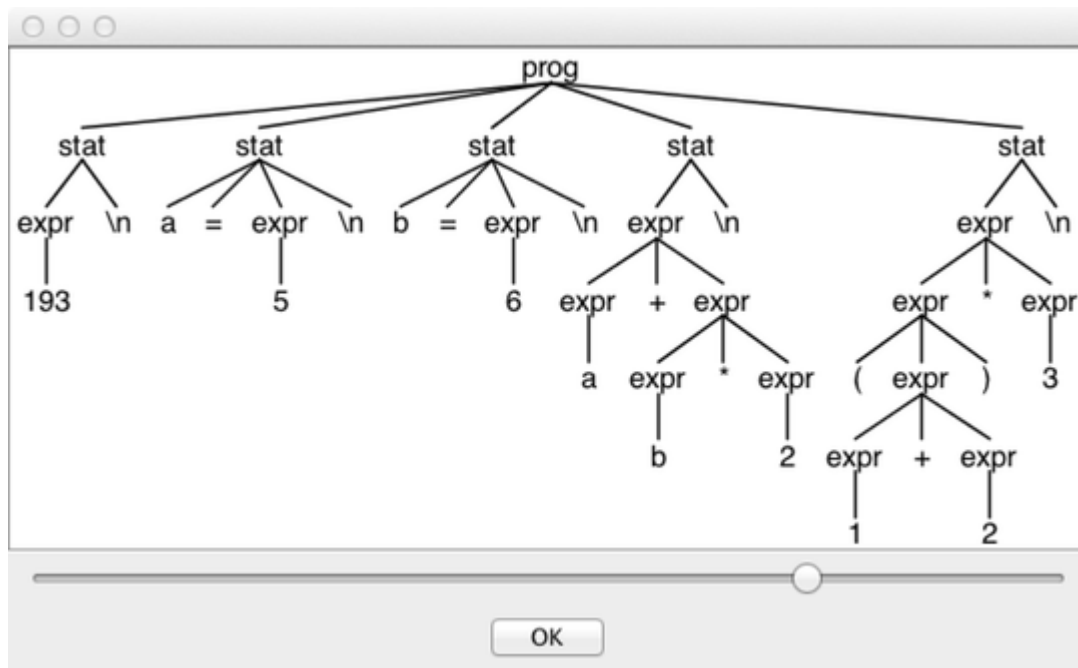 prog
stat stat stat stat stat
expr \n a = expr \n b = expr \n expr \n expr \n
193 5 6 expr + expr expr * expr
a expr * expr ( expr ) 3
b 2 expr + expr
1 2
OK